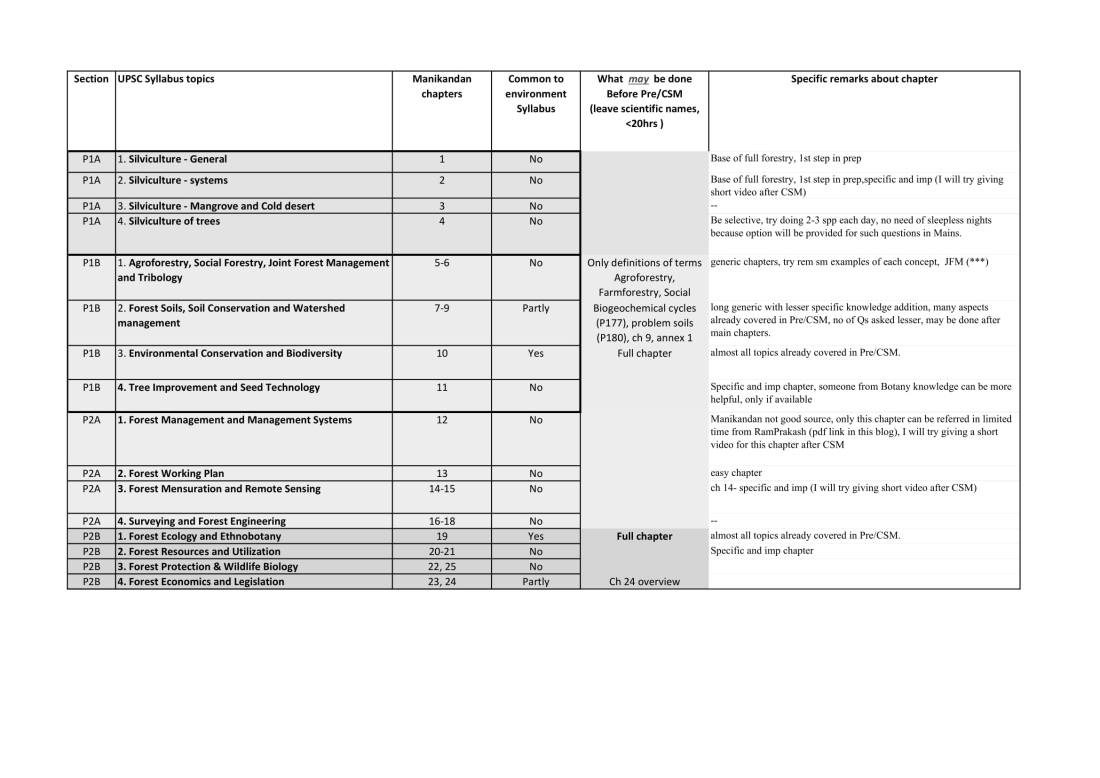 Section UPSC Syllabus topics Manikandan chapters Common to environment Syllabus What may be done Before Pre/CSM (leave scientific names, <20hrs ) Specific remarks about chapter
P1A 1. Silviculture - General 1 No Base of full forestry, 1st step in prep
P1A 2. Silviculture - systems 2 No Base of full forestry, 1st step in prep,specific and imp (I will try giving
short video after CSM)
P1A 3. Silviculture - Mangrove and Cold desert 3 No --
P1A 4. Silviculture of trees 4 No Be selective, try doing 2-3 spp each day, no need of sleepless nights
because option will be provided for such questions in Mains.
P1B 1. Agroforestry, Social Forestry, Joint Forest Management 5-6 No Only definitions of terms generic chapters, try rem sm examples of each concept, JFM (***)
and Tribology Agroforestry,
Farmforestry, Social
P1B 2. Forest Soils, Soil Conservation and Watershed 7-9 Partly Biogeochemical cycles long generic with lesser specific knowledge addition, many aspects
management (P177), problem soils already covered in Pre/CSM, no of Qs asked lesser, may be done after
(P180), ch 9, annex 1 main chapters.
P1B 3. Environmental Conservation and Biodiversity 10 Yes Full chapter almost all topics already covered in Pre/CSM.
P1B 4. Tree Improvement and Seed Technology 11 No Specific and imp chapter, someone from Botany knowledge can be more
helpful, only if available
P2A 1. Forest Management and Management Systems 12 No Manikandan not good source, only this chapter can be referred in limited
time from RamPrakash (pdf link in this blog), I will try giving a short
video for this chapter after CSM
P2A 2. Forest Working Plan 13 No easy chapter
P2A 3. Forest Mensuration and Remote Sensing 14-15 No ch 14- specific and imp (I will try giving short video after CSM)
P2A 4. Surveying and Forest Engineering 16-18 No --
P2B 1. Forest Ecology and Ethnobotany 19 Yes Full chapter almost all topics already covered in Pre/CSM.
P2B 2. Forest Resources and Utilization 20-21 No Specific and imp chapter
P2B 3. Forest Protection & Wildlife Biology 22, 25 No
P2B 4. Forest Economics and Legislation 23, 24 Partly Ch 24 overview